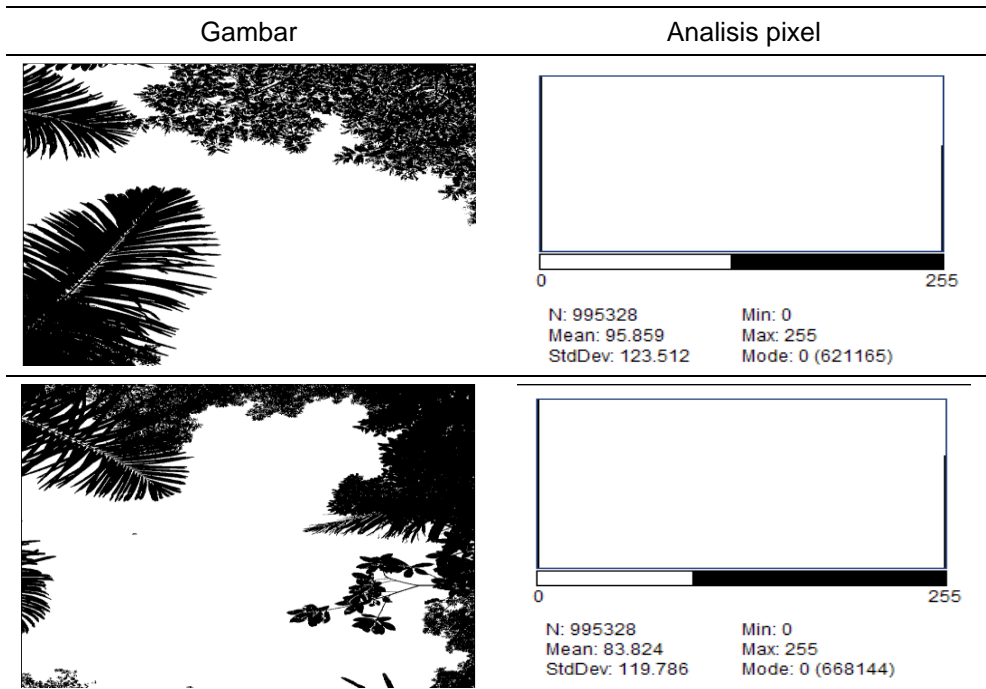 Gambar Analisis pixel
0 255
N: 995328 Min: 0
Mean: 95.859 Max: 255
StdDev: 123.512 Mode: 0 (621165)
0 255
N: 995328 Min: 0
Mean: 83.824 Max: 255
StdDev: 119.786 Mode: 0 (668144)